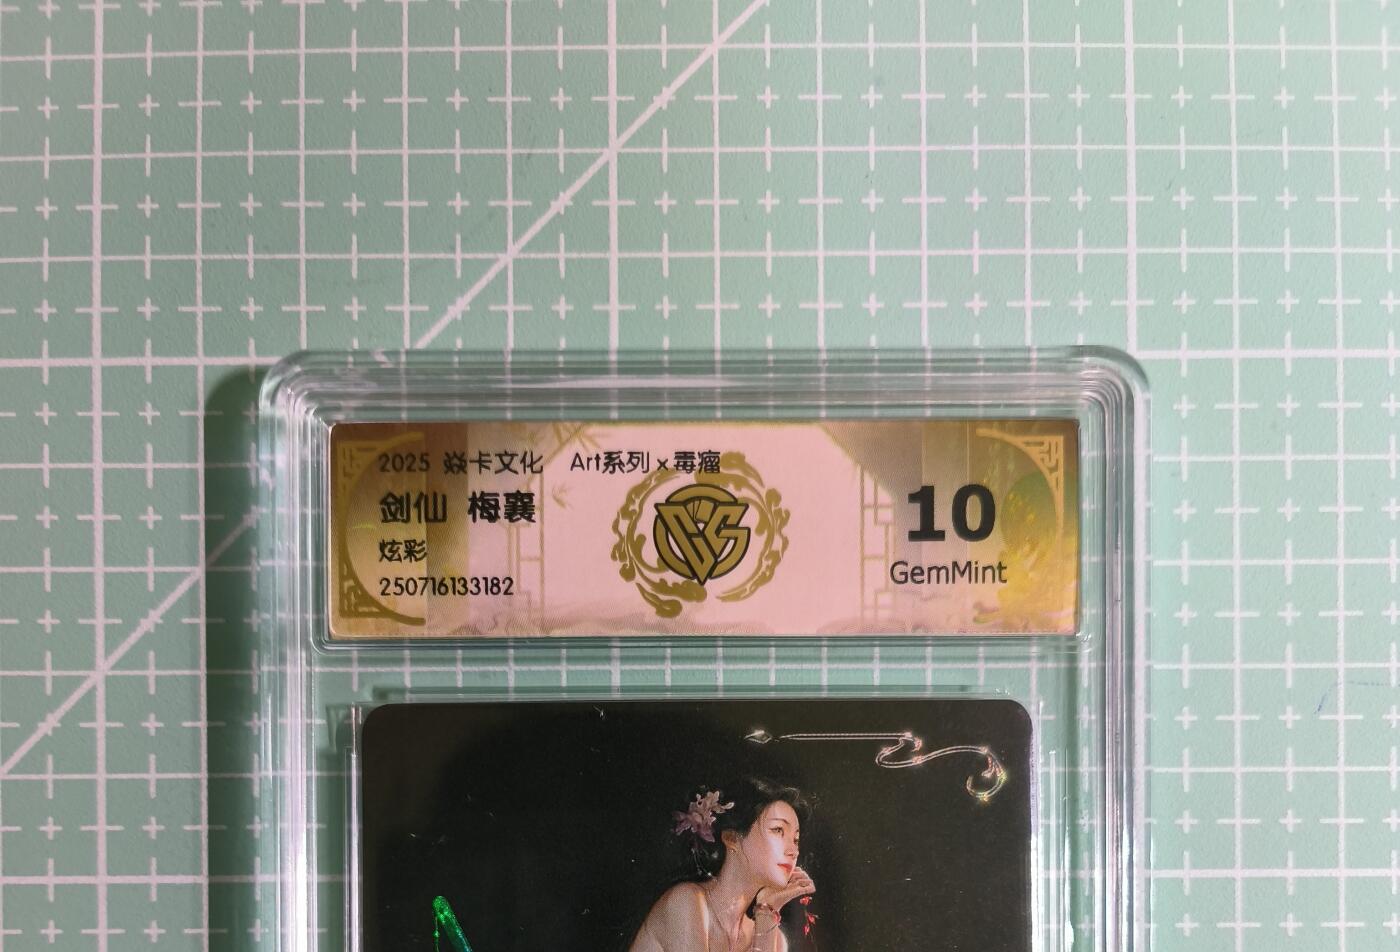 2025 焱卡文化 Art系列×毒瘤
剑仙 梅襄
炫彩
250716133182
10
GemMint